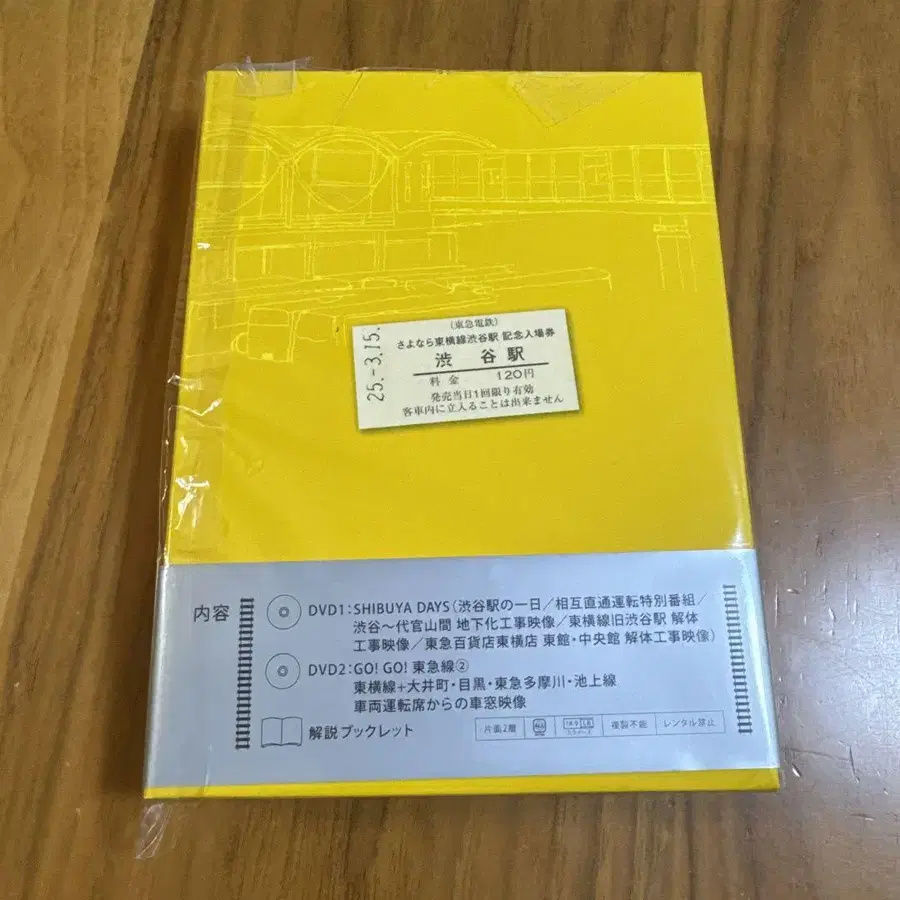 (東急電鉄)
さよなら東横線渋谷駅 記念入場券
渋谷駅
料金 120円
発売当日1回限り有効
客車内に立入ることは出来ません
25.-3.15.
内容
DVD1:SHIBUYA DAYS(渋谷駅の一日/相互直通運転特別番組/
渋谷〜代官山間 地下化工事映像/東横線旧渋谷駅 解体
工事映像/東急百貨店東横店 東館・中央館 解体工事映像)
DVD2:GO! GO! 東急線②
東横線+大井町・目黒・東急多摩川・池上線
車両運転席からの車窓映像
解説ブックレット
片面2層 16:9 LB 複製不能 レンタル禁止